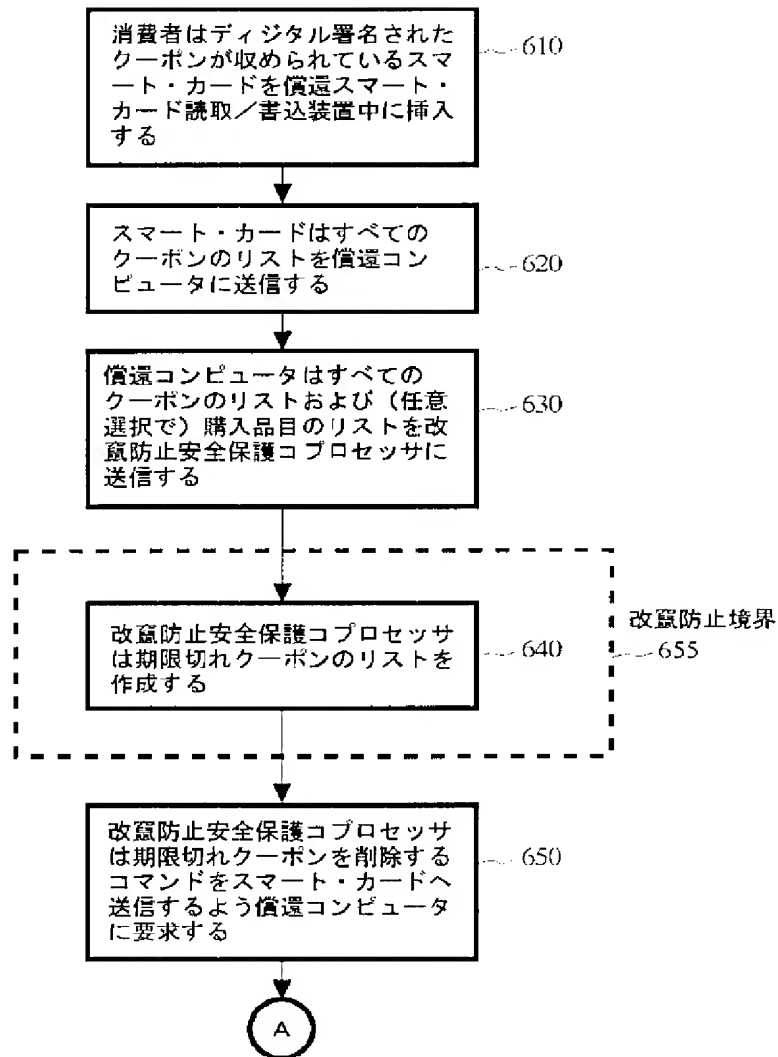 消費者はディジタル署名された
クーポンが収められているスマ
ート・カードを償還スマート・
カード読取／書込装置中に挿入
する
610
スマート・カードはすべての
クーポンのリストを償還コン
ピュータに送信する
620
償還コンピュータはすべての
クーポンのリストおよび（任意
選択で）購入品目のリストを改
竄防止安全保護コプロセッサに
送信する
630
改竄防止安全保護コプロセッサ
は期限切れクーポンのリストを
作成する
640
改竄防止境界
655
改竄防止安全保護コプロセッサ
は期限切れクーポンを削除する
コマンドをスマート・カードへ
送信するよう償還コンピュータ
に要求する
650
A